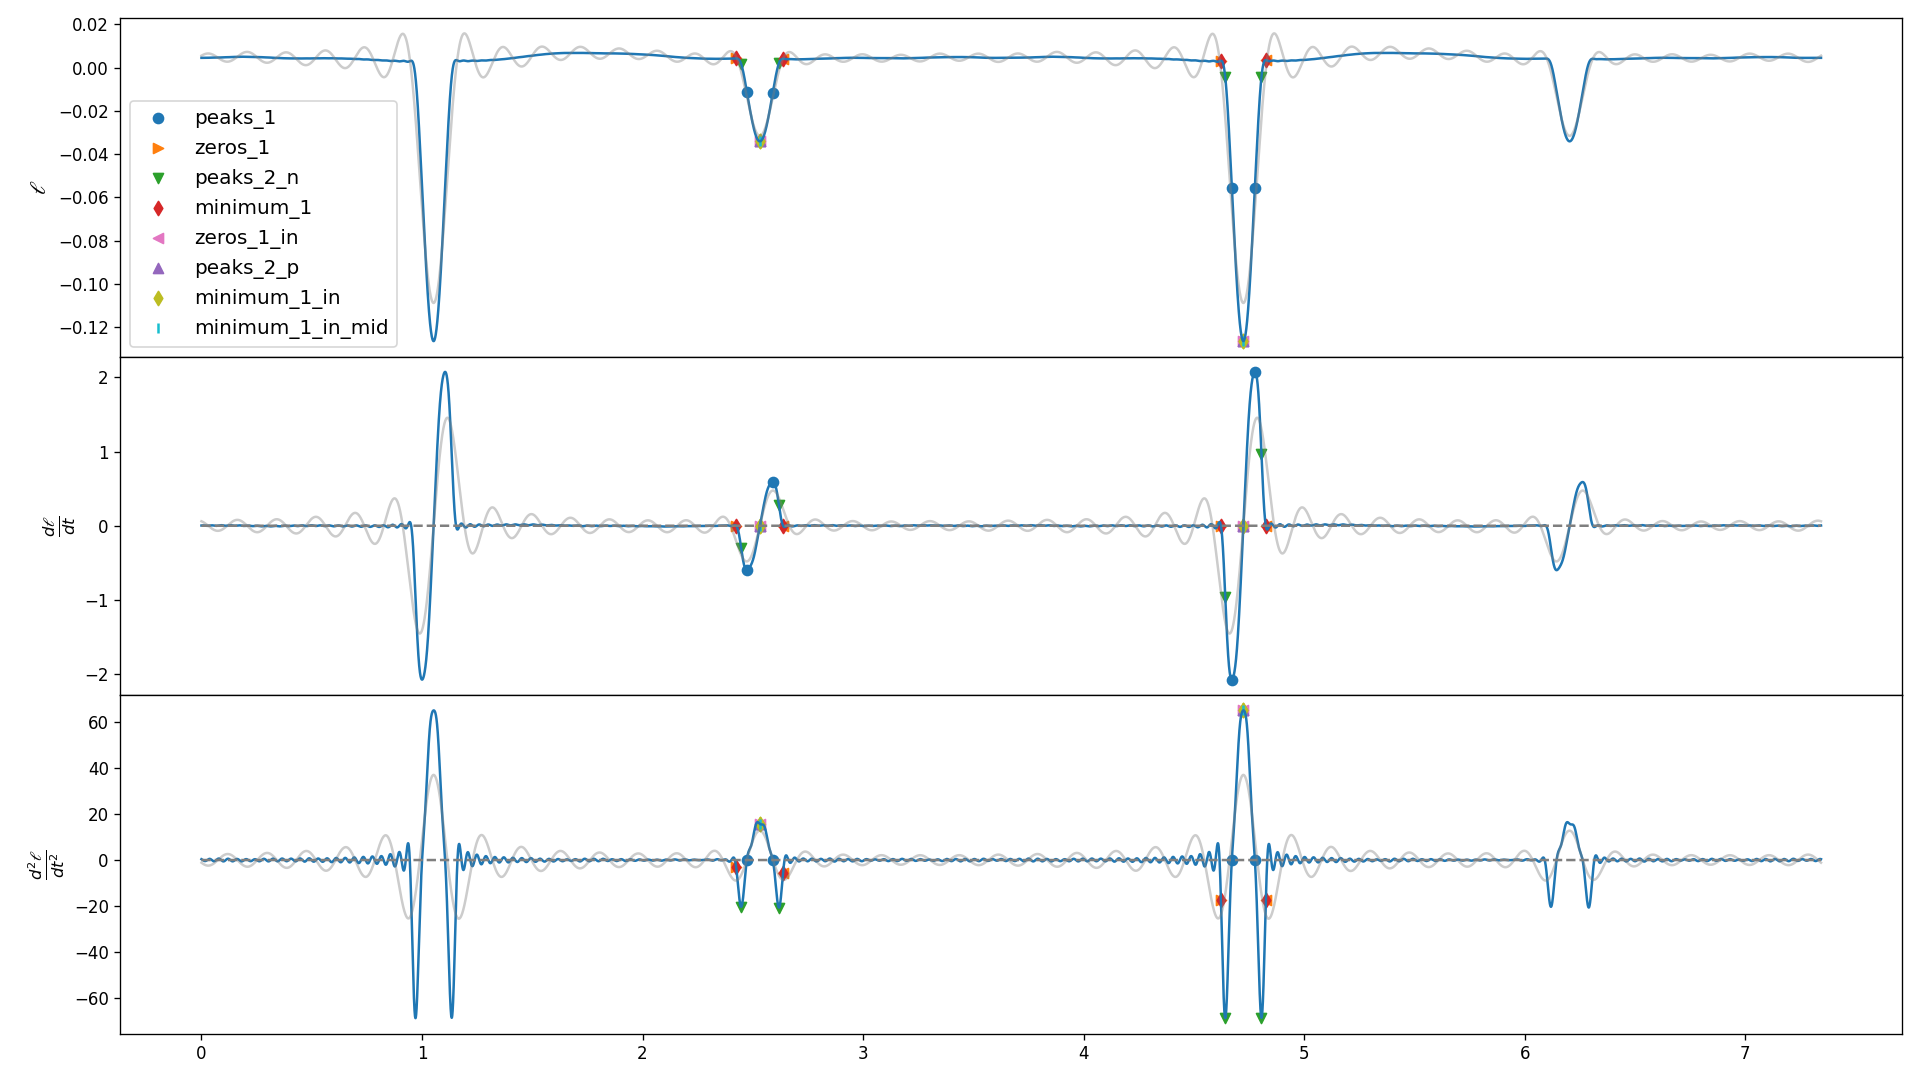 0.02
0.00
−0.02
−0.04
−0.06
−0.08
−0.10
−0.12
ℓ
peaks_1
zeros_1
peaks_2_n
minimum_1
zeros_1_in
peaks_2_p
minimum_1_in
minimum_1_in_mid
2
1
0
−1
−2
dℓ
dt
60
40
20
0
−20
−40
−60
d²ℓ
dt²
0 1 2 3 4 5 6 7